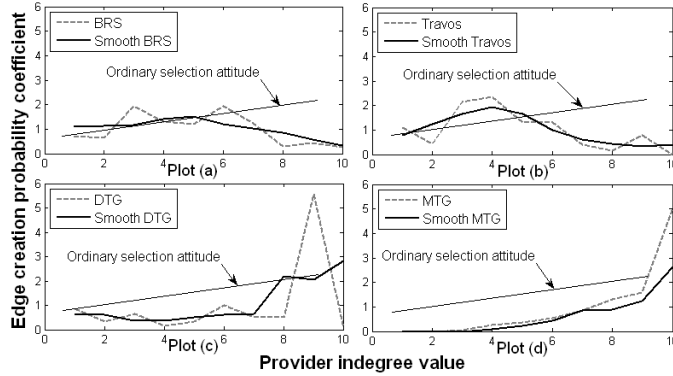 Edge creation probability coefficient
6
5
4
3
2
1
0
BRS
Smooth BRS
Ordinary selection attitude
0 2 4 6 8 10
Plot (a)
6
5
4
3
2
1
0
Travos
Smooth Travos
Ordinary selection attitude
0 2 4 6 8 10
Plot (b)
6
5
4
3
2
1
0
DTG
Smooth DTG
Ordinary selection attitude
0 2 4 6 8 10
Plot (c)
6
5
4
3
2
1
0
MTG
Smooth MTG
Ordinary selection attitude
0 2 4 6 8 10
Plot (d)
Provider indegree value